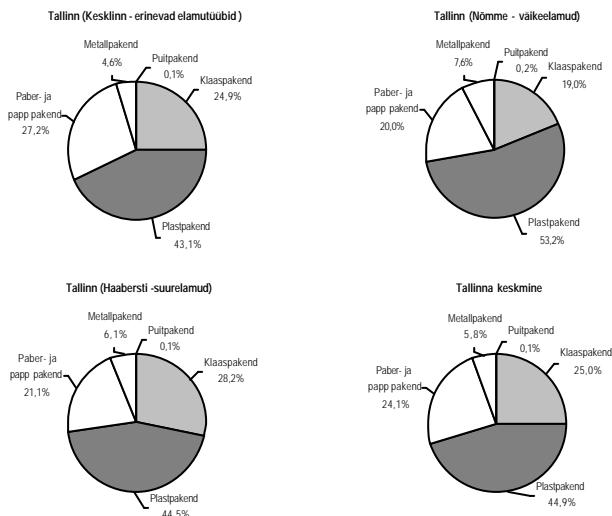 Tallinn (Kesklinn - erinevad elamutüübid )
Metallpakend
4,6%
Puitpakend
0,1%
Klaaspakend
24,9%
Paber- ja
papp pakend
27,2%
Plastpakend
43,1%
Tallinn (Nõmme - väikeelamud)
Metallpakend
7,6%
Puitpakend
0,2%
Klaaspakend
19,0%
Paber- ja
papp pakend
20,0%
Plastpakend
53,2%
Tallinn (Haabersti -suurelamud)
Metallpakend
6,1%
Puitpakend
0,1%
Klaaspakend
28,2%
Paber- ja
papp pakend
21,1%
Plastpakend
44,5%
Tallinna keskmine
Metallpakend
5,8%
Puitpakend
0,1%
Klaaspakend
25,0%
Paber- ja
papp pakend
24,1%
Plastpakend
44,9%